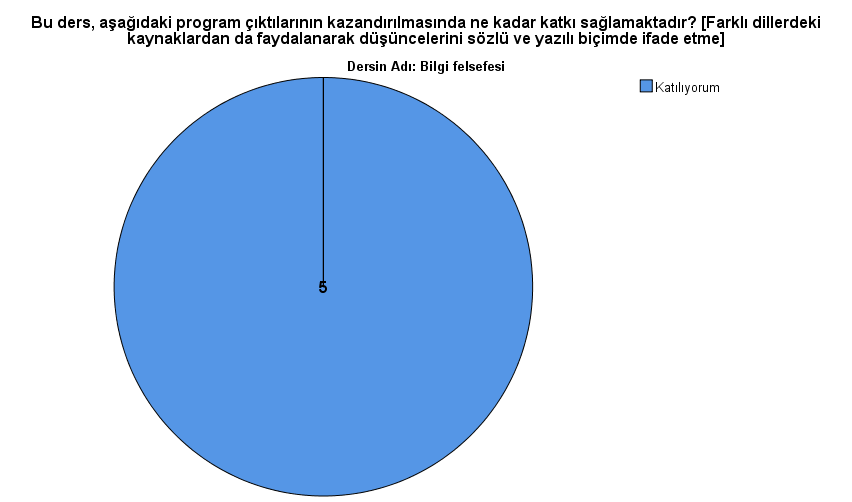 Bu ders, aşağıdaki program çıktılarının kazandırılmasında ne kadar katkı sağlamaktadır? [Farklı dillerdeki
kaynaklardan da faydalanarak düşüncelerini sözlü ve yazılı biçimde ifade etme]
Dersin Adı: Bilgi felsefesi
Katılıyorum
5